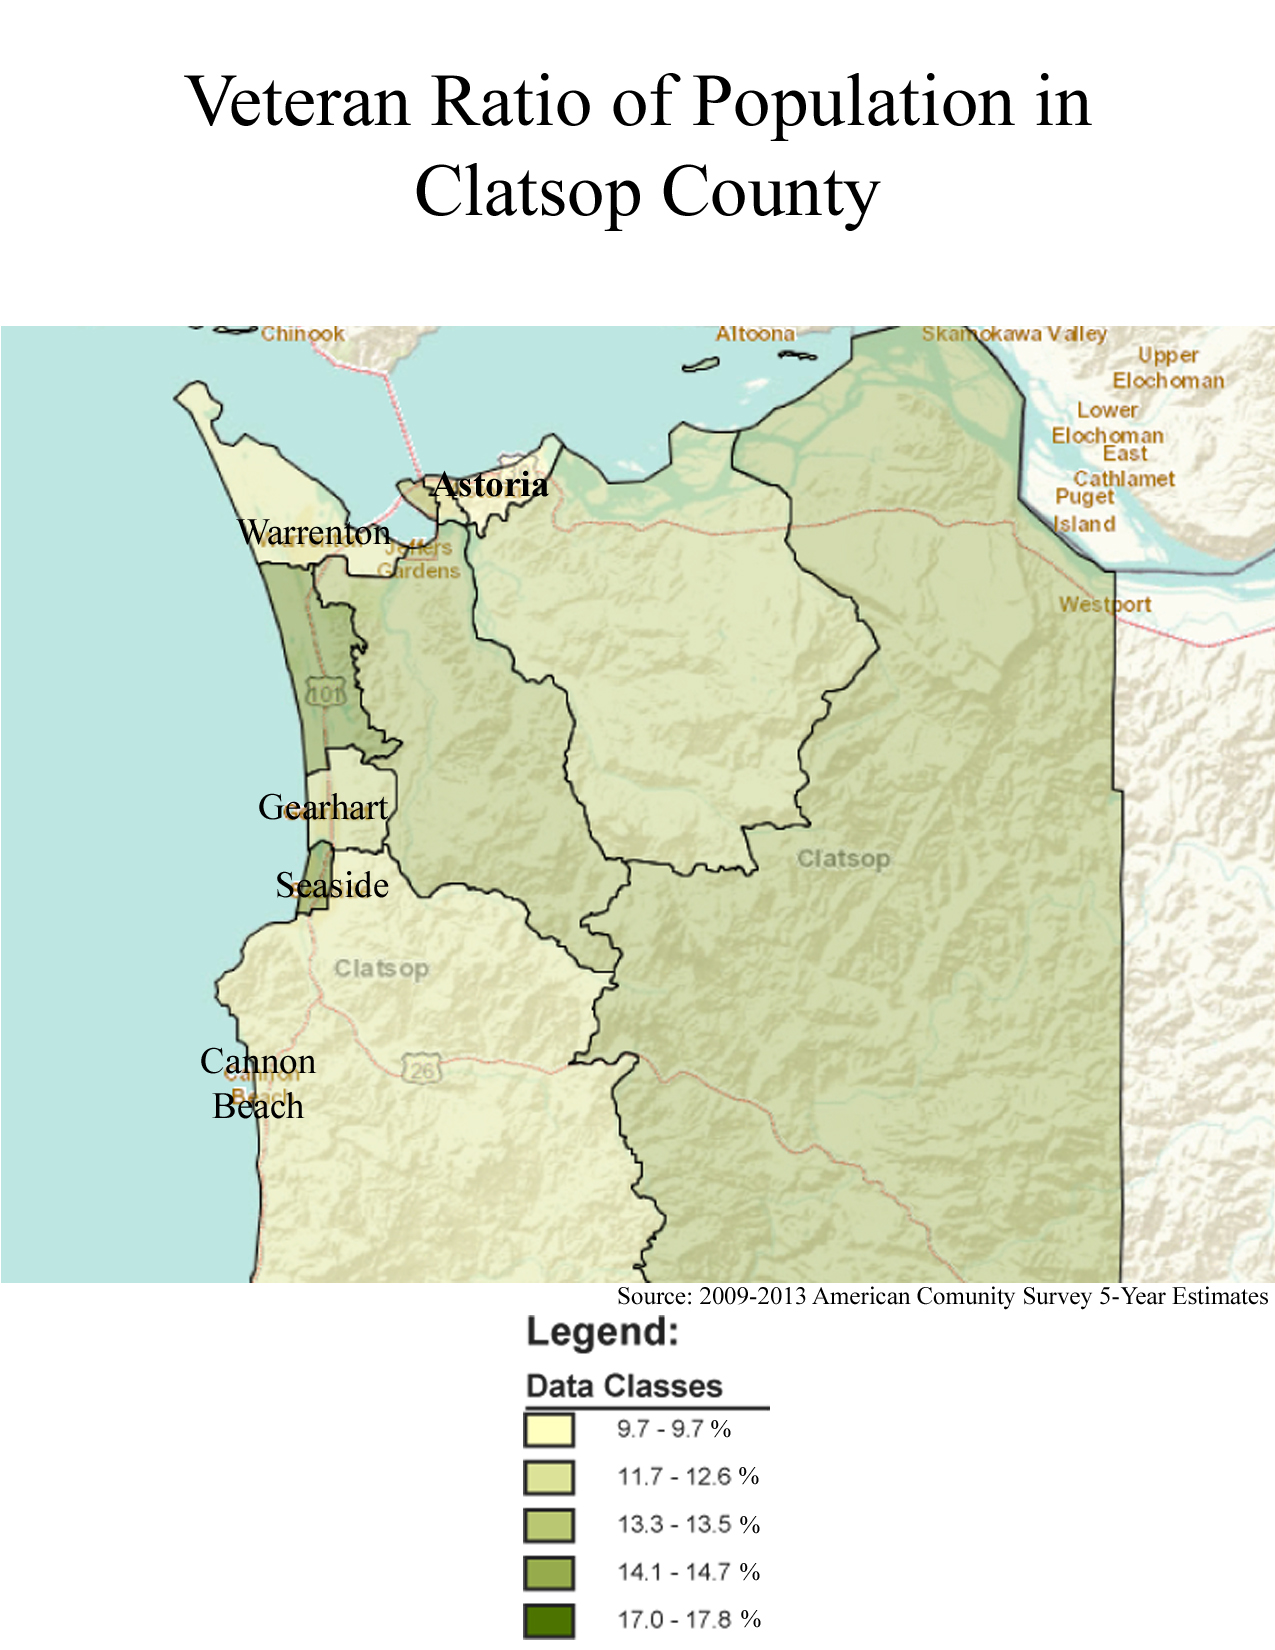 Veteran Ratio of Population in
Clatsop County
Chinook
Altoona
Skamokawa Valley
Upper
Elochoman
Lower
Elochoman
East
Cathlamet
Puget
Island
Astoria
Warrenton
Jeffers
Gardens
Westport
101
Gearhart
Clatsop
Seaside
Clatsop
Cannon
Beach
26
Cannon
Beach
Source: 2009-2013 American Comunity Survey 5-Year Estimates
Legend:
Data Classes
9.7 - 9.7 %
11.7 - 12.6 %
13.3 - 13.5 %
14.1 - 14.7 %
17.0 - 17.8 %